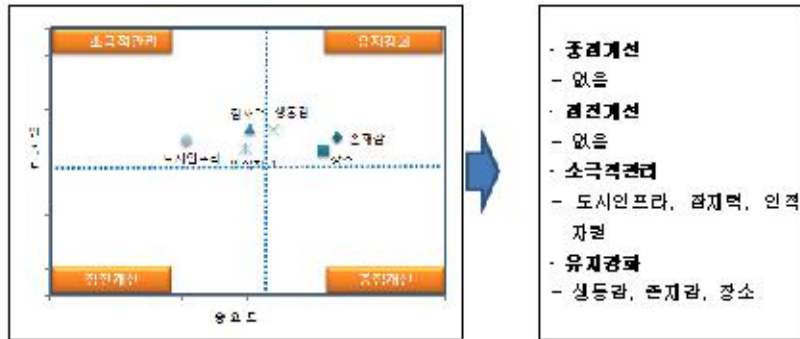 소극적관리
유지강화
잠재력 생동감
존재감
도시인프라
장소
점진개선
중점개선
중요도
· 중점개선
- 없음
· 점진개선
- 없음
· 소극적관리
- 도시인프라, 잠재력, 인적
자원
· 유지강화
- 생동감, 존재감, 장소